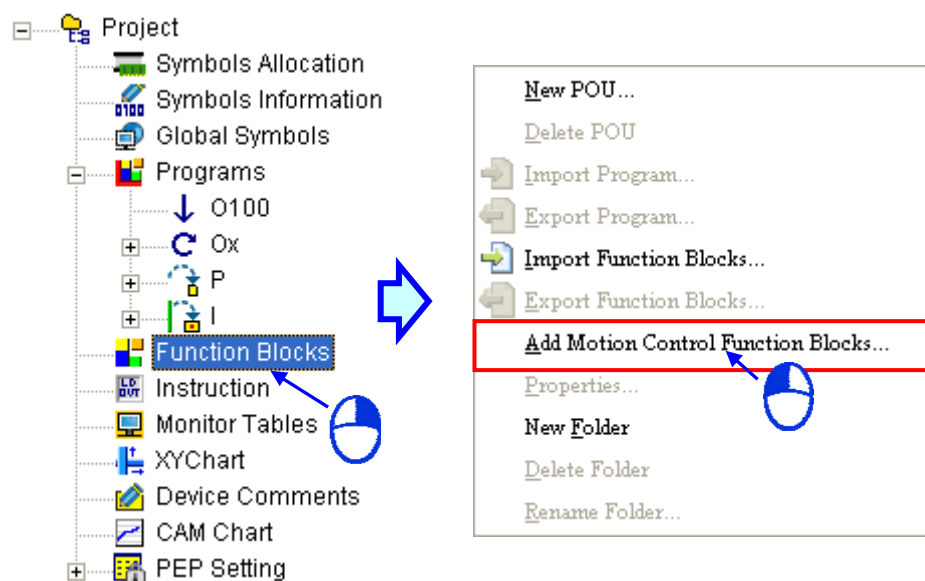 Project
Symbols Allocation
Symbols Information
Global Symbols
Programs
O100
Ox
P
I
Function Blocks
Instruction
Monitor Tables
XYChart
Device Comments
CAM Chart
PEP Setting
New POU...
Delete POU
Import Program...
Export Program...
Import Function Blocks...
Export Function Blocks...
Add Motion Control Function Blocks...
Properties...
New Folder
Delete Folder
Rename Folder...